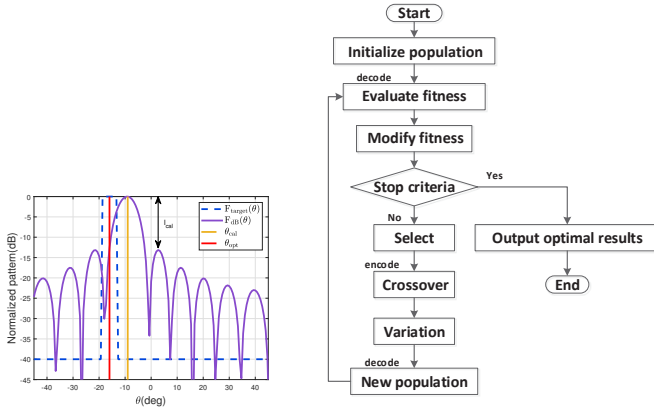 Start
Initialize population
decode
Evaluate fitness
Modify fitness
Stop criteria
Yes
No
Select
Output optimal results
encode
Crossover
End
Variation
decode
New population
Normalized pattern(dB)
0
-5
-10
-15
-20
-25
-30
-35
-40
-45
-40
-30
-20
-10
0
10
20
30
40
θ(deg)
l_cal
F_target(θ)
F_dB(θ)
θ_cal
θ_opt